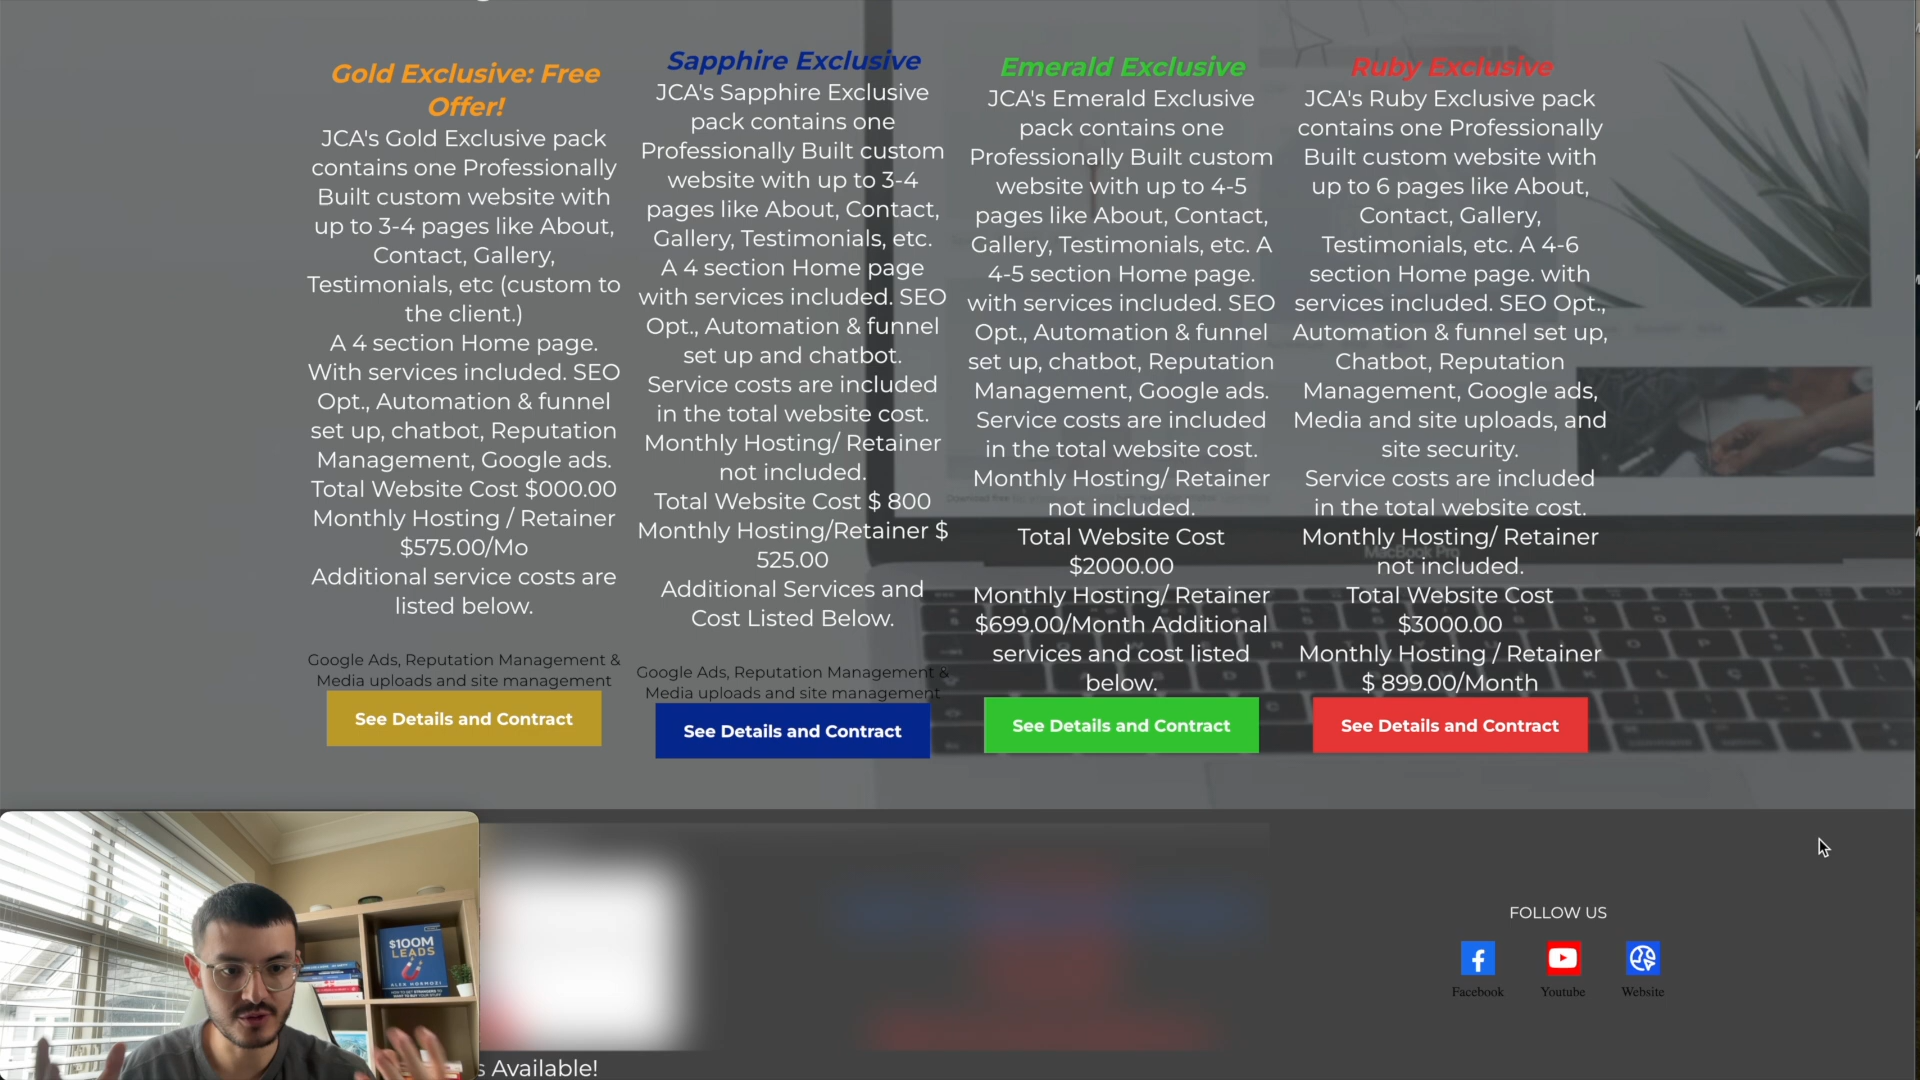 Gold Exclusive: Free
Offer!
JCA's Gold Exclusive pack
contains one Professionally
Built custom website with
up to 3-4 pages like About,
Contact, Gallery,
Testimonials, etc (custom to
the client.)
A 4 section Home page.
With services included. SEO
Opt., Automation & funnel
set up, chatbot, Reputation
Management, Google ads.
Total Website Cost $000.00
Monthly Hosting / Retainer
$575.00/Mo
Additional service costs are
listed below.
Google Ads, Reputation Management &
Media uploads and site management
See Details and Contract
Sapphire Exclusive
JCA's Sapphire Exclusive
pack contains one
Professionally Built custom
website with up to 3-4
pages like About, Contact,
Gallery, Testimonials, etc.
A 4 section Home page
with services included. SEO
Opt., Automation & funnel
set up and chatbot.
Service costs are included
in the total website cost.
Monthly Hosting/ Retainer
not included.
Total Website Cost $ 800
Monthly Hosting/Retainer $
525.00
Additional Services and
Cost Listed Below.
Google Ads, Reputation Management &
Media uploads and site management
See Details and Contract
Emerald Exclusive
JCA's Emerald Exclusive
pack contains one
Professionally Built custom
website with up to 4-5
pages like About, Contact,
Gallery, Testimonials, etc. A
4-5 section Home page.
with services included. SEO
Opt., Automation & funnel
set up, chatbot, Reputation
Management, Google ads.
Service costs are included
in the total website cost.
Monthly Hosting/ Retainer
not included.
Total Website Cost
$2000.00
Monthly Hosting/ Retainer
$699.00/Month Additional
services and cost listed
below.
See Details and Contract
Ruby Exclusive
JCA's Ruby Exclusive pack
contains one Professionally
Built custom website with
up to 6 pages like About,
Contact, Gallery,
Testimonials, etc. A 4-6
section Home page. with
services included. SEO Opt.,
Automation & funnel set up,
Chatbot, Reputation
Management, Google ads,
Media and site uploads, and
site security.
Service costs are included
in the total website cost.
Monthly Hosting/ Retainer
not included.
Total Website Cost
$3000.00
Monthly Hosting / Retainer
$ 899.00/Month
See Details and Contract
MacBook Pro
$100M
LEADS
ALEX HORMOZI
s Available!
FOLLOW US
Facebook
Youtube
Website